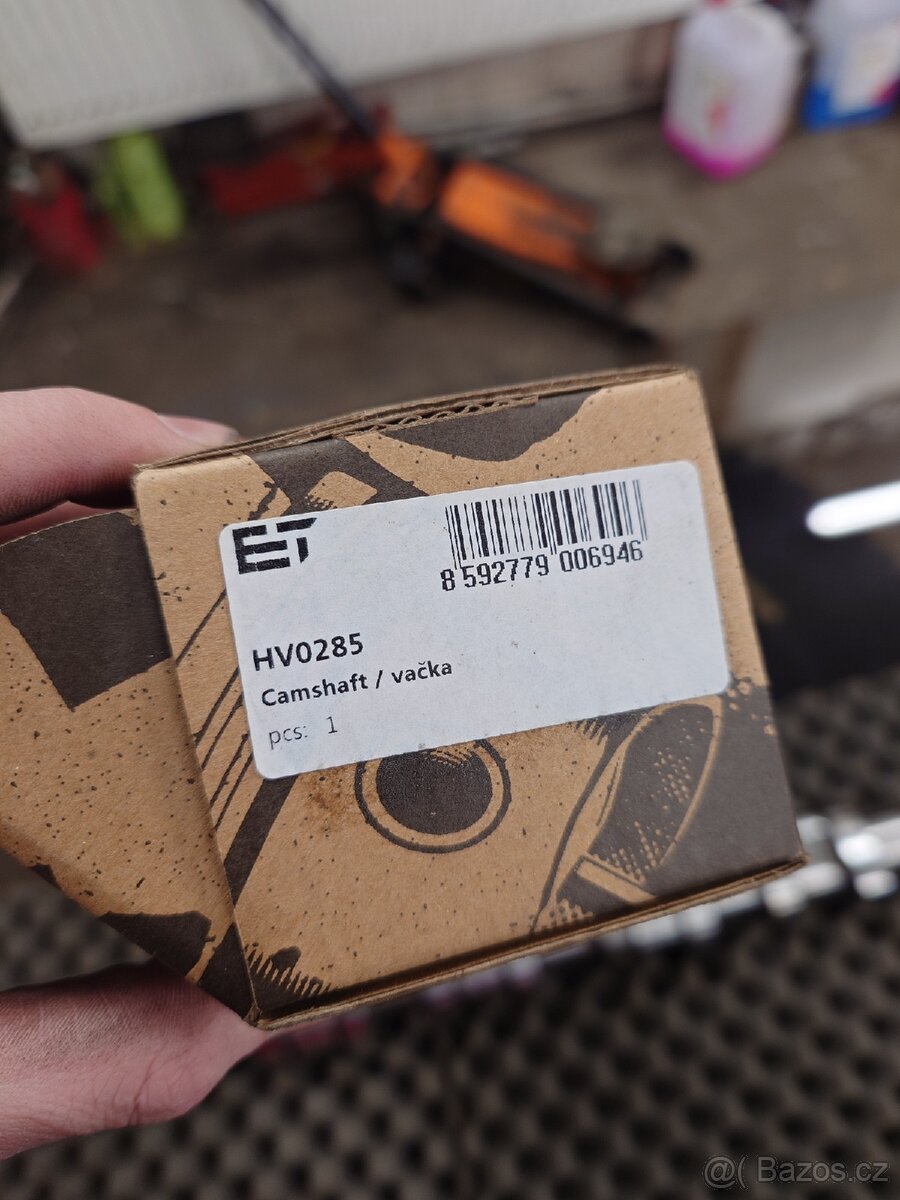 ET
8 592779 006946
HV0285
Camshaft / vačka
pcs: 1
@( Bazos.cz